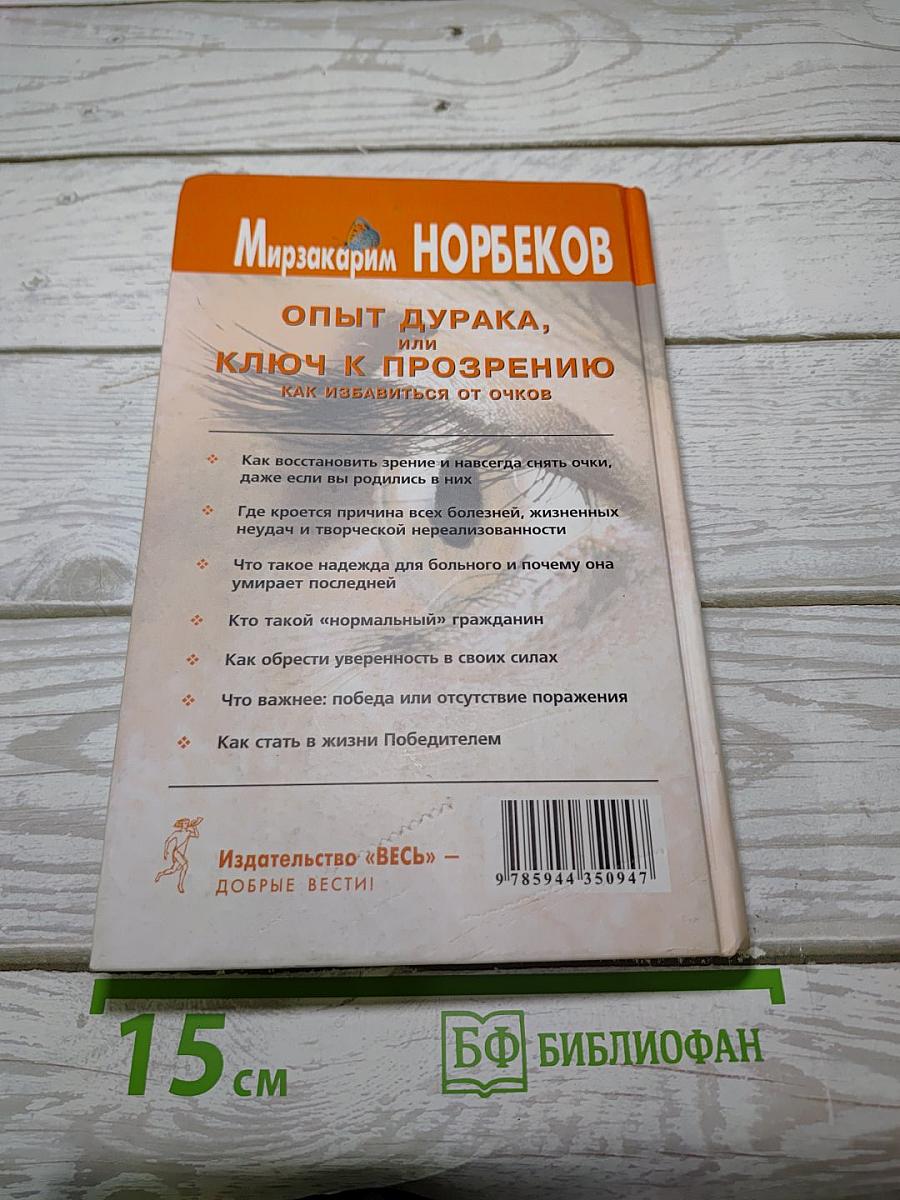 Мирзакарим НОРБЕКОВ
ОПЫТ ДУРАКА,
ИЛИ
КЛЮЧ К ПРОЗРЕНИЮ
КАК ИЗБАВИТЬСЯ ОТ ОЧКОВ
Как восстановить зрение и навсегда снять очки,
даже если вы родились в них
Где кроется причина всех болезней, жизненных
неудач и творческой нереализованности
Что такое надежда для больного и почему она
умирает последней
Кто такой «нормальный» гражданин
Как обрести уверенность в своих силах
Что важнее: победа или отсутствие поражения
Как стать в жизни Победителем
Издательство «ВЕСЬ» –
ДОБРЫЕ ВЕСТИ!
9 785944 350947
15 см
БФ БИБЛИОФАН